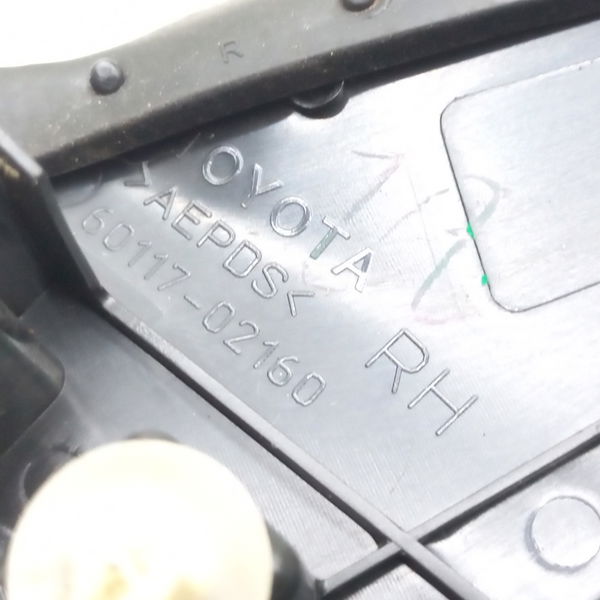 R
TOYOTA
>AEPDS<
60117-02160
RH